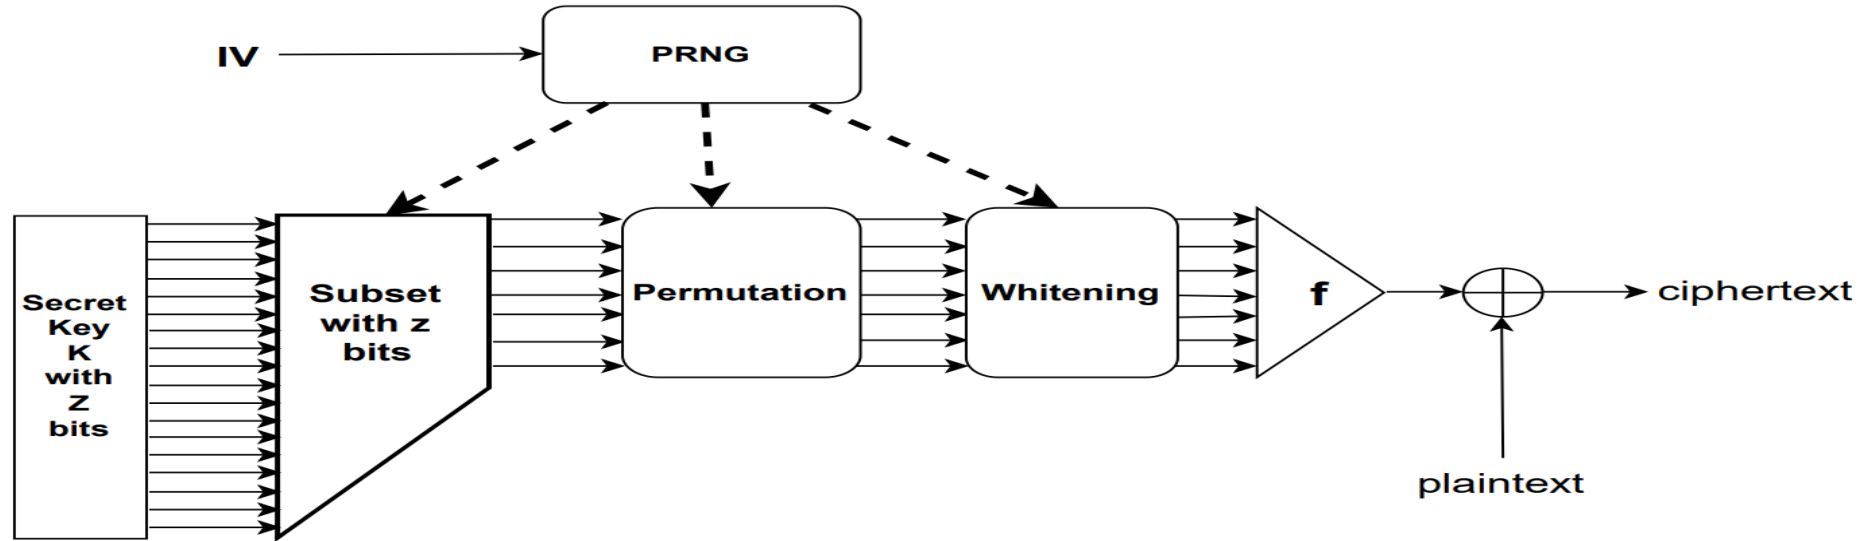 PRNG
IV
Secret
Key
K
with
Z
bits
Subset
with z
bits
Permutation
Whitening
f
ciphertext
plaintext